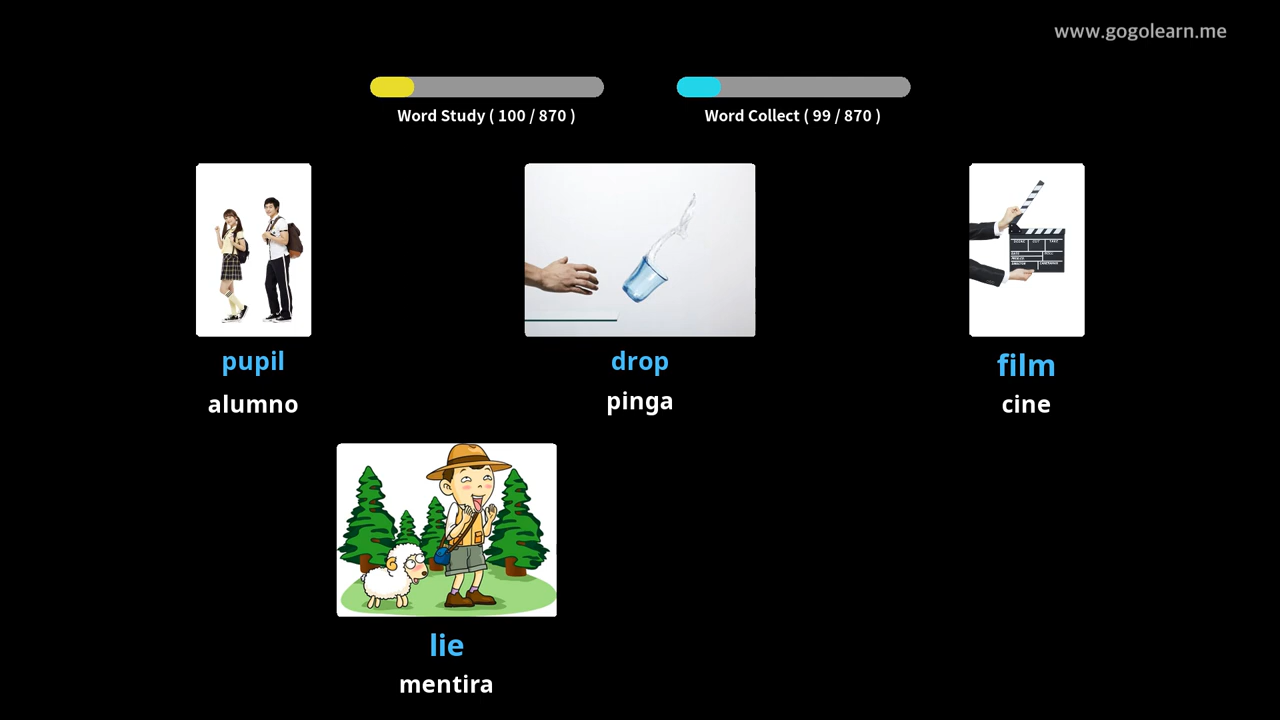 www.gogolearn.me
Word Study ( 100 / 870 )
Word Collect ( 99 / 870 )
pupil
alumno
drop
pinga
film
cine
lie
mentira